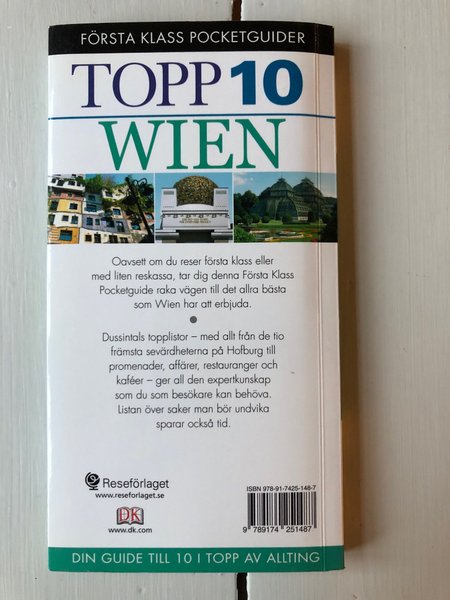 FÖRSTA KLASS POCKETGUIDER
TOPP 10
WIEN
Oavsett om du reser första klass eller
med liten reskassa, tar dig denna Första Klass
Pocketguide raka vägen till det allra bästa
som Wien har att erbjuda.
Dussintals topplistor – med allt från de tio
främsta sevärdheterna på Hofburg till
promenader, affärer, restauranger och
kaféer – ger all den expertkunskap
som du som besökare kan behöva.
Listan över saker man bör undvika
sparar också tid.
Reseförlaget
www.reseforlaget.se
DK
www.dk.com
ISBN 978-91-7425-148-7
9 789174 251487
DIN GUIDE TILL 10 I TOPP AV ALLTING